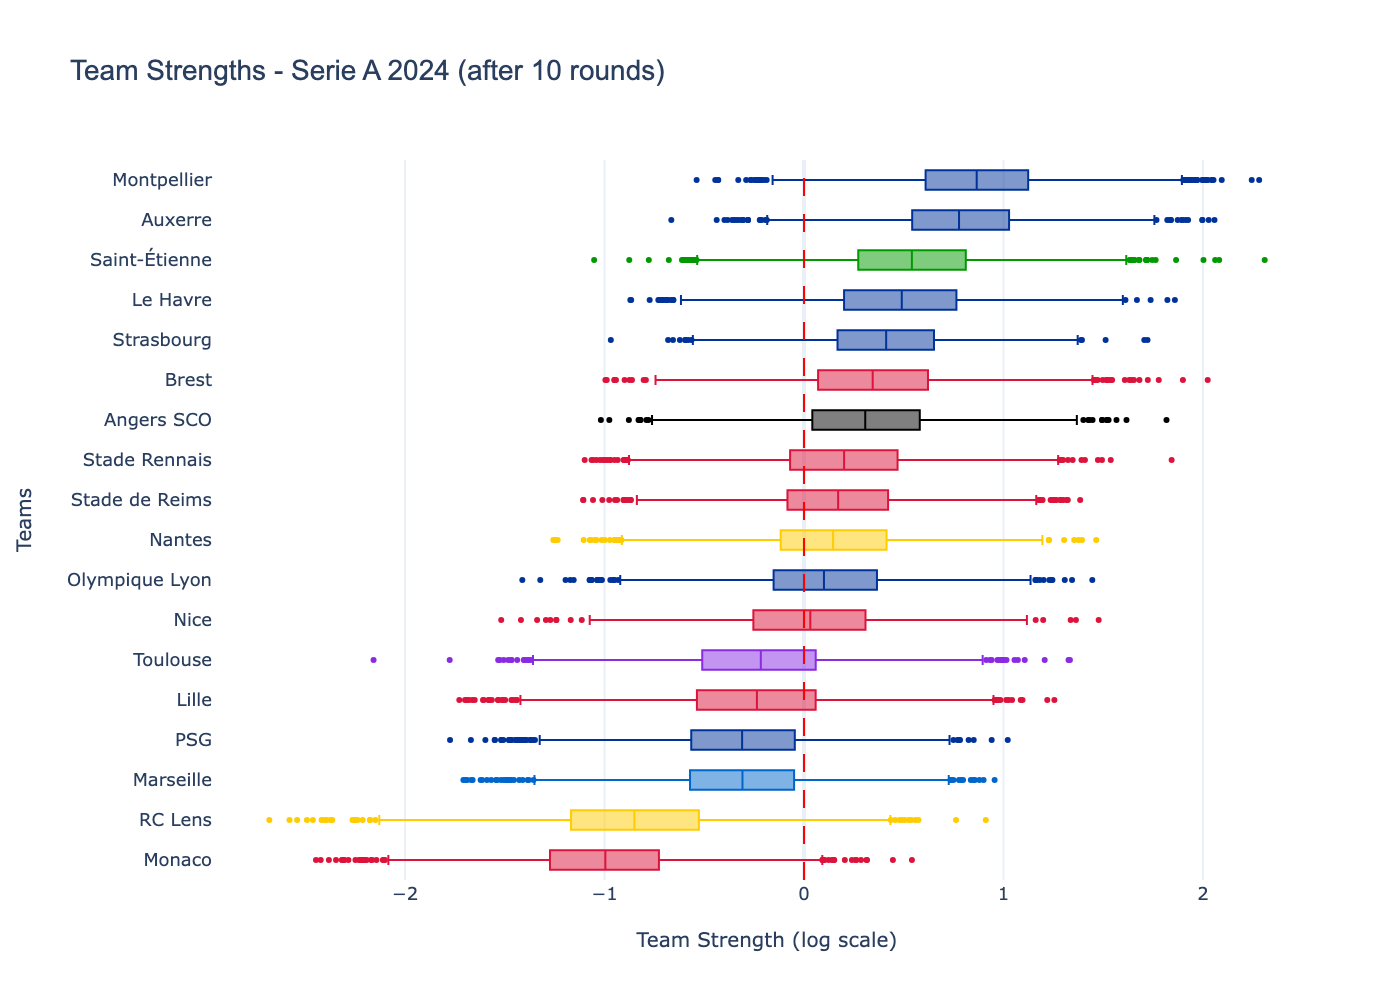 Team Strengths - Serie A 2024 (after 10 rounds)
Montpellier
Auxerre
Saint-Étienne
Le Havre
Strasbourg
Brest
Angers SCO
Stade Rennais
Stade de Reims
Nantes
Olympique Lyon
Nice
Toulouse
Lille
PSG
Marseille
RC Lens
Monaco
Teams
−2
−1
0
1
2
Team Strength (log scale)